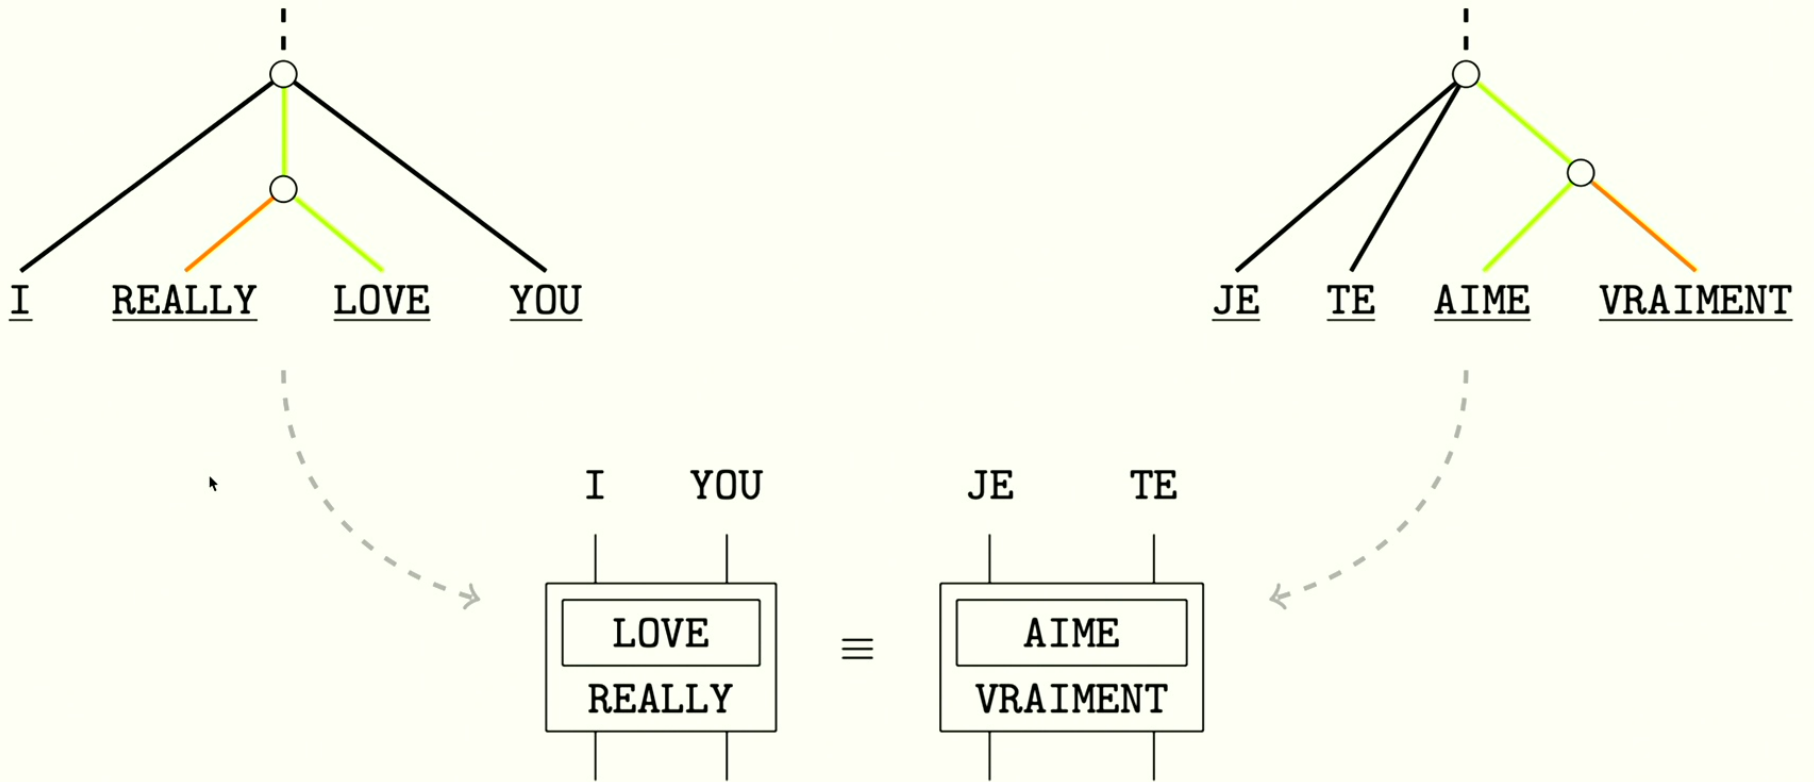 I REALLY LOVE YOU
JE TE AIME VRAIMENT
I YOU
JE TE
LOVE
REALLY
≡
AIME
VRAIMENT